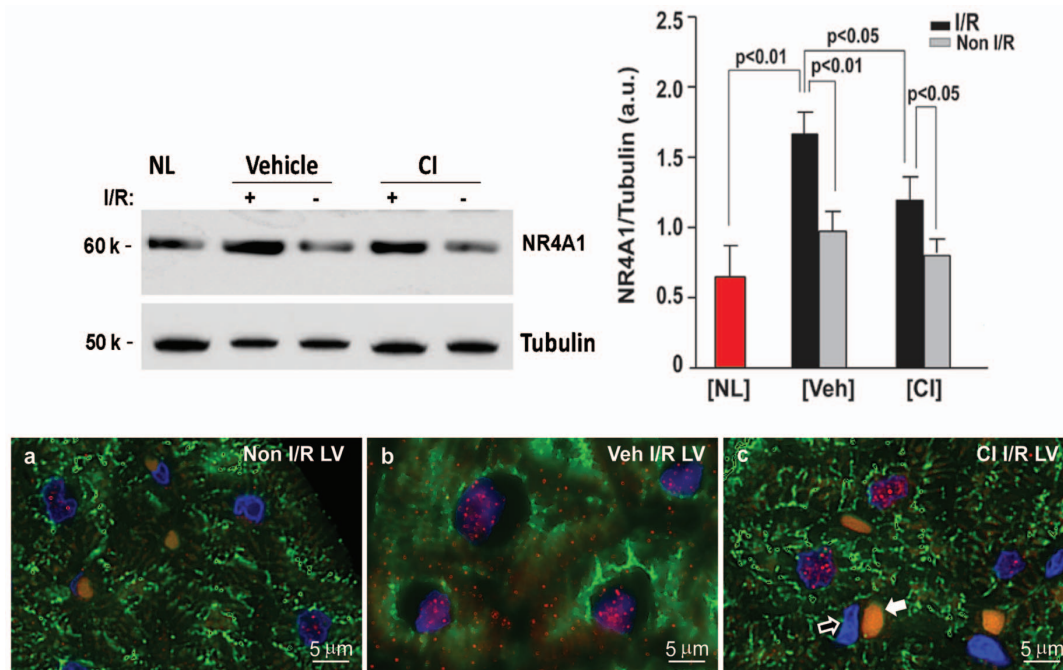 NL Vehicle CI
I/R: + - + -
60 k - NR4A1
50 k - Tubulin
I/R
Non I/R
p<0.05
p<0.01 p<0.01
p<0.05
NR4A1/Tubulin (a.u.)
2.5
2.0
1.5
1.0
0.5
0
[NL] [Veh] [CI]
a Non I/R LV
5 µm
b Veh I/R LV
5 µm
c CI I/R LV
5 µm